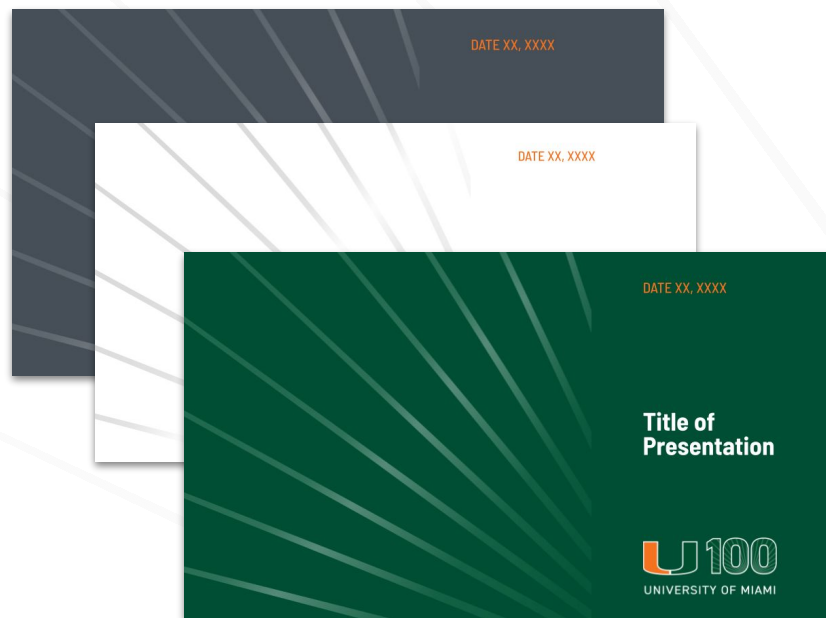 DATE XX, XXXX
DATE XX, XXXX
DATE XX, XXXX
Title of
Presentation
U 100
UNIVERSITY OF MIAMI